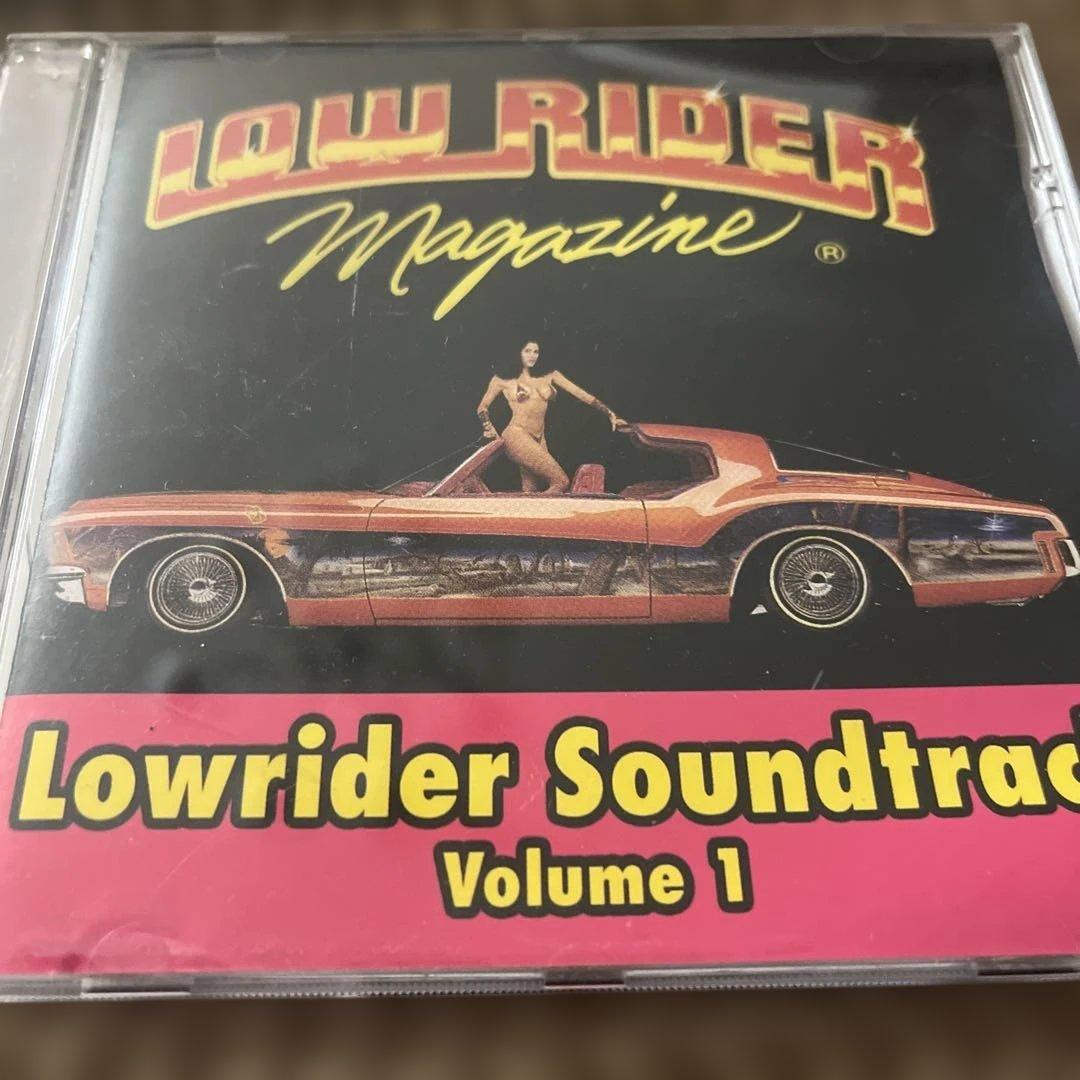 LOW RIDER
Magazine ®
Lowrider Soundtrac
Volume 1